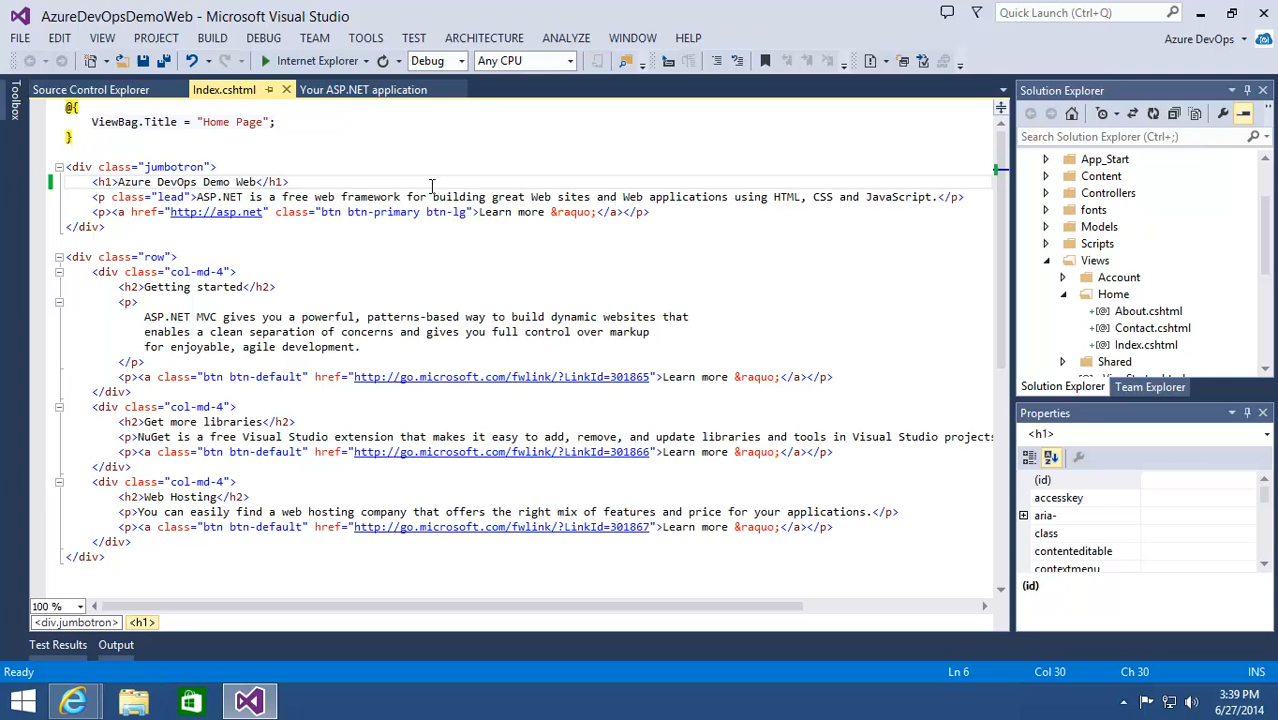 AzureDevOpsDemoWeb - Microsoft Visual Studio
Quick Launch (Ctrl+Q)
FILE EDIT VIEW PROJECT BUILD DEBUG TEAM TOOLS TEST ARCHITECTURE ANALYZE WINDOW HELP
Azure DevOps
Internet Explorer
Debug
Any CPU
Toolbox
Source Control Explorer
Index.cshtml
Your ASP.NET application
@{
ViewBag.Title = "Home Page";
}
<div class="jumbotron">
<h1>Azure DevOps Demo Web</h1>
<p class="lead">ASP.NET is a free web framework for building great Web sites and Web applications using HTML, CSS and JavaScript.</p>
<p><a href="http://asp.net" class="btn btn-primary btn-lg">Learn more &raquo;</a></p>
</div>
<div class="row">
<div class="col-md-4">
<h2>Getting started</h2>
<p>
ASP.NET MVC gives you a powerful, patterns-based way to build dynamic websites that
enables a clean separation of concerns and gives you full control over markup
for enjoyable, agile development.
</p>
<p><a class="btn btn-default" href="http://go.microsoft.com/fwlink/?LinkId=301865">Learn more &raquo;</a></p>
</div>
<div class="col-md-4">
<h2>Get more libraries</h2>
<p>NuGet is a free Visual Studio extension that makes it easy to add, remove, and update libraries and tools in Visual Studio projects
<p><a class="btn btn-default" href="http://go.microsoft.com/fwlink/?LinkId=301866">Learn more &raquo;</a></p>
</div>
<div class="col-md-4">
<h2>Web Hosting</h2>
<p>You can easily find a web hosting company that offers the right mix of features and price for your applications.</p>
<p><a class="btn btn-default" href="http://go.microsoft.com/fwlink/?LinkId=301867">Learn more &raquo;</a></p>
</div>
</div>
100 %
<div.jumbotron> <h1>
Solution Explorer
Search Solution Explorer (Ctrl+;)
App_Start
Content
Controllers
fonts
Models
Scripts
Views
Account
Home
About.cshtml
Contact.cshtml
Index.cshtml
Shared
Solution Explorer Team Explorer
Properties
<h1>
(id)
accesskey
aria-
class
contenteditable
contextmenu
(id)
Test Results Output
Ready
Ln 6
Col 30
Ch 30
INS
3:39 PM
6/27/2014